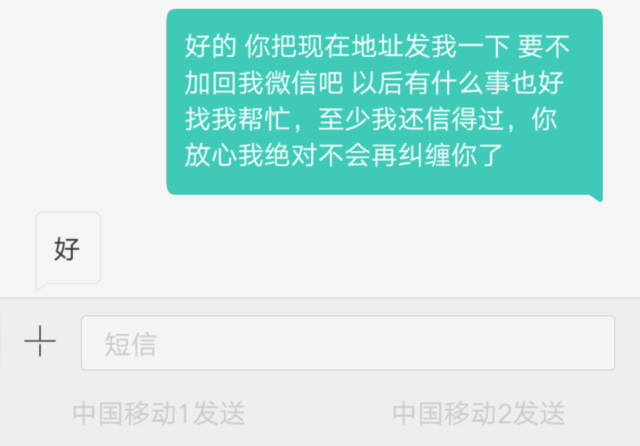 好的 你把现在地址发我一下 要不
加回我微信吧 以后有什么事也好
找我帮忙，至少我还信得过，你
放心我绝对不会再纠缠你了
好
短信
中国移动1发送 中国移动2发送